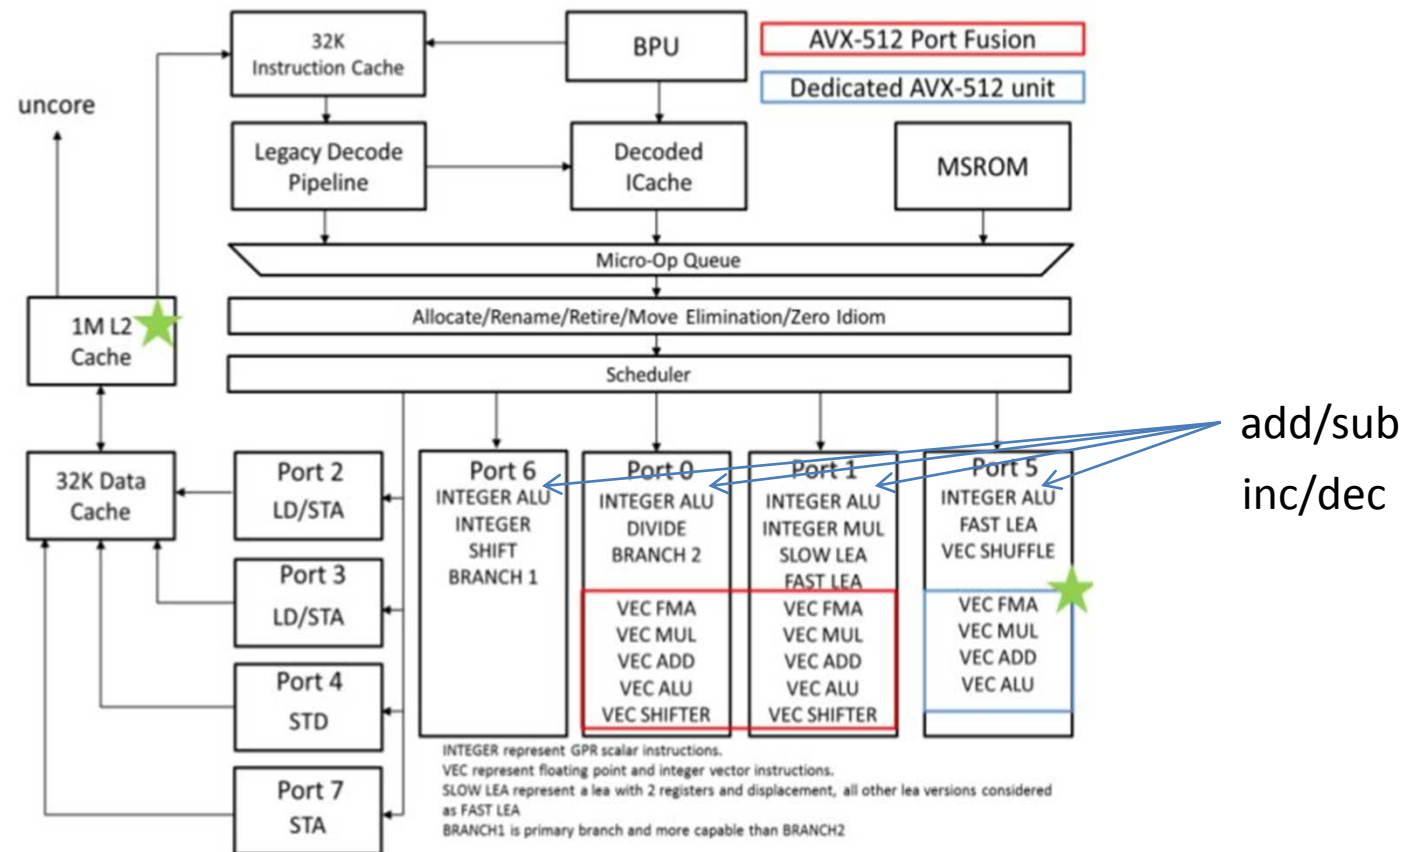 32K
Instruction Cache
BPU
AVX-512 Port Fusion
Dedicated AVX-512 unit
uncore
Legacy Decode
Pipeline
Decoded
ICache
MSROM
Micro-Op Queue
1M L2
Cache
Allocate/Rename/Retire/Move Elimination/Zero Idiom
Scheduler
add/sub
inc/dec
32K Data
Cache
Port 2
LD/STA
Port 3
LD/STA
Port 4
STD
Port 7
STA
Port 6
INTEGER ALU
INTEGER
SHIFT
BRANCH 1
Port 0
INTEGER ALU
DIVIDE
BRANCH 2
VEC FMA
VEC MUL
VEC ADD
VEC ALU
VEC SHIFTER
Port 1
INTEGER ALU
INTEGER MUL
SLOW LEA
FAST LEA
VEC FMA
VEC MUL
VEC ADD
VEC ALU
VEC SHIFTER
Port 5
INTEGER ALU
FAST LEA
VEC SHUFFLE
VEC FMA
VEC MUL
VEC ADD
VEC ALU
INTEGER represent GPR scalar instructions.
VEC represent floating point and integer vector instructions.
SLOW LEA represent a lea with 2 registers and displacement, all other lea versions considered
as FAST LEA
BRANCH1 is primary branch and more capable than BRANCH2